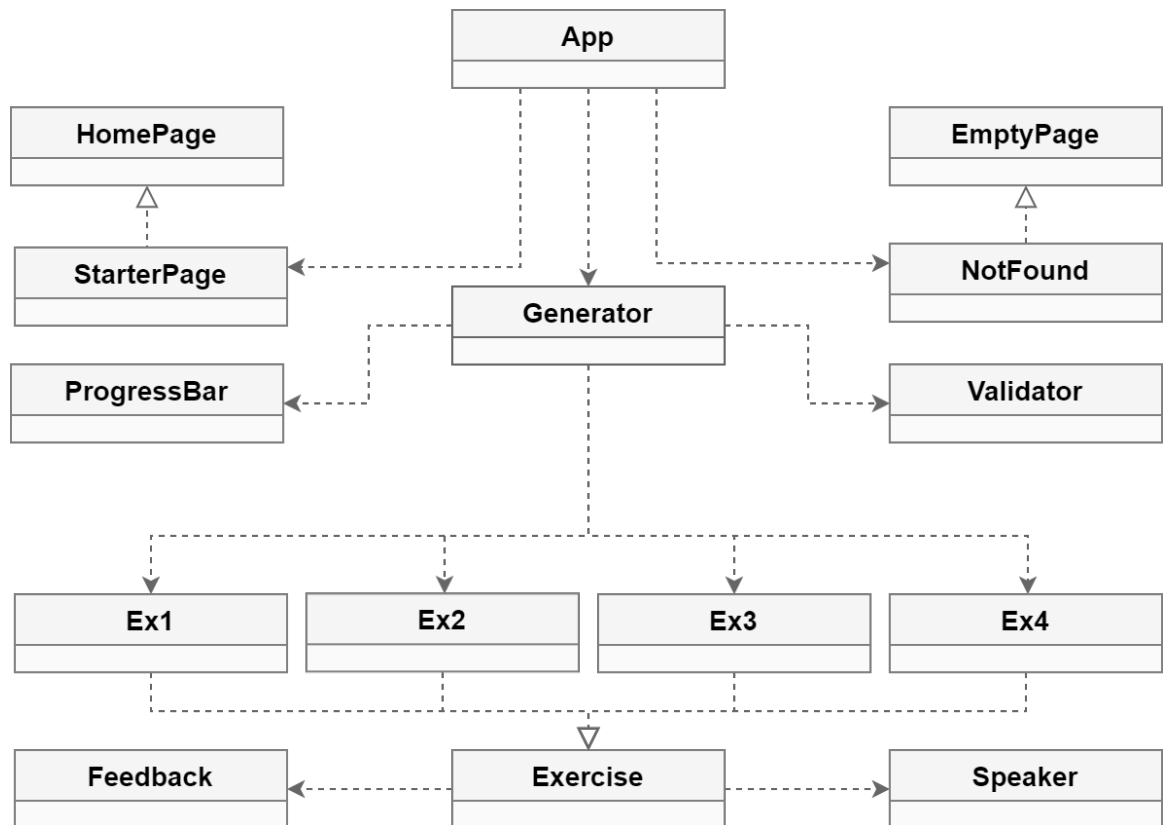 App
HomePage
EmptyPage
StarterPage
NotFound
Generator
ProgressBar
Validator
Ex1
Ex2
Ex3
Ex4
Feedback
Exercise
Speaker